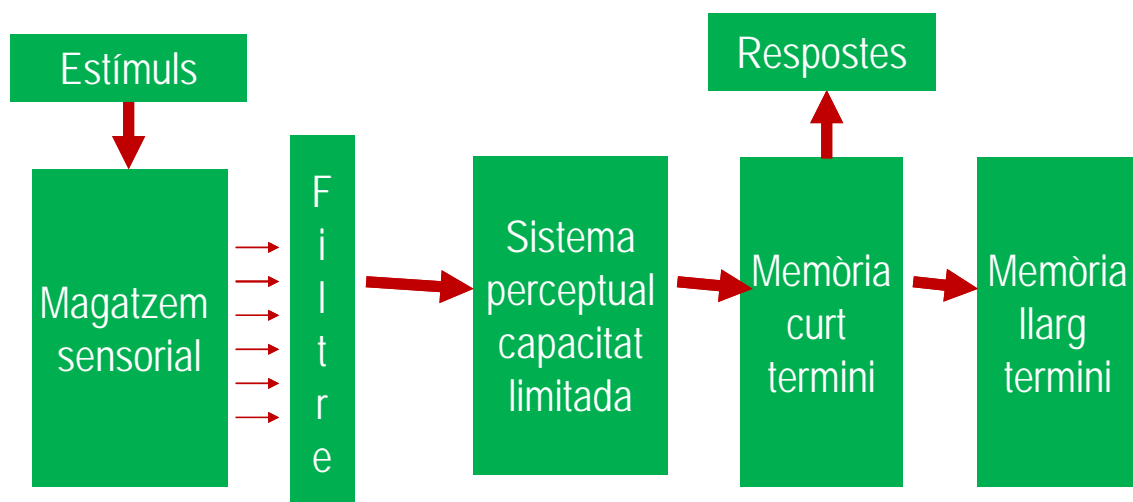 Estímuls
Respostes
Magatzem
sensorial
F
i
l
t
r
e
Sistema
perceptual
capacitat
limitada
Memòria
curt
termini
Memòria
llarg
termini